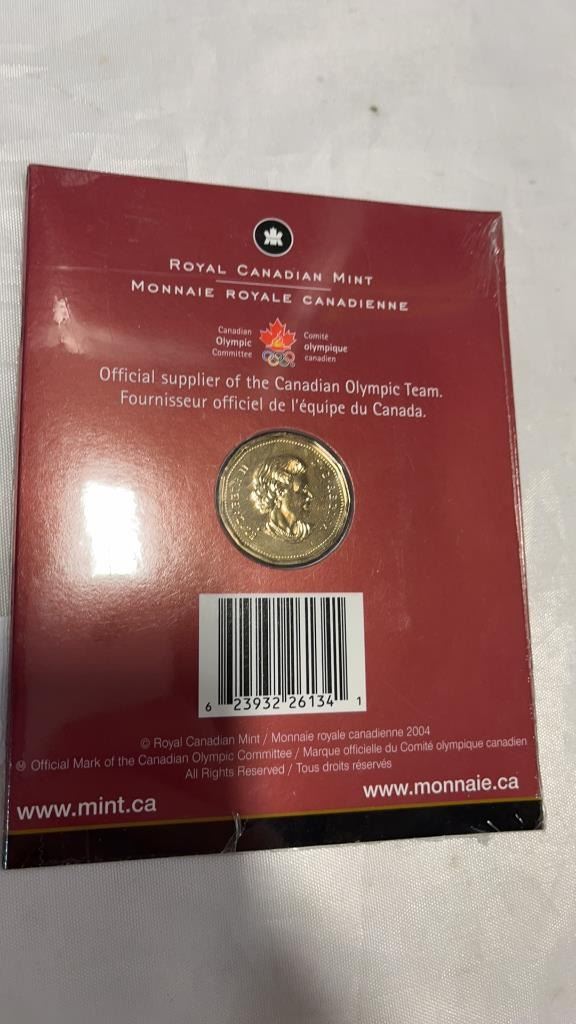 ROYAL CANADIAN MINT
MONNAIE ROYALE CANADIENNE
Canadian
Olympic
Committee
Comité
olympique
canadien
Official supplier of the Canadian Olympic Team.
Fournisseur officiel de l'équipe du Canada.
6 23932 26134 1
© Royal Canadian Mint / Monnaie royale canadienne 2004
Official Mark of the Canadian Olympic Committee / Marque officielle du Comité olympique canadien
All Rights Reserved / Tous droits réservés
www.mint.ca
www.monnaie.ca